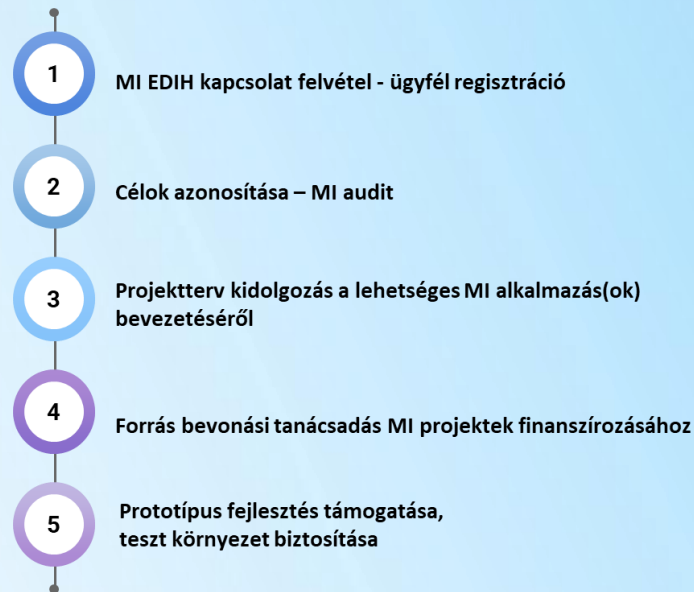 1
MI EDIH kapcsolat felvétel - ügyfél regisztráció
2
Célok azonosítása – MI audit
3
Projektterv kidolgozás a lehetséges MI alkalmazás(ok)
bevezetéséről
4
Forrás bevonási tanácsadás MI projektek finanszírozásához
5
Prototípus fejlesztés támogatása,
teszt környezet biztosítása